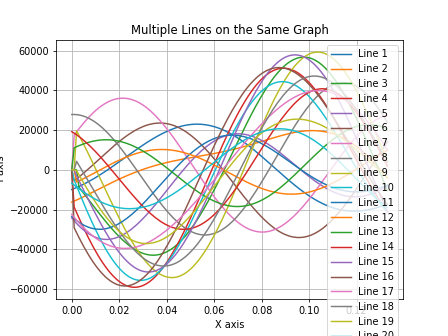 Multiple Lines on the Same Graph
60000
40000
20000
0
−20000
−40000
−60000
0.00
0.02
0.04
0.06
0.08
0.10
X axis
axis
Line 1
Line 2
Line 3
Line 4
Line 5
Line 6
Line 7
Line 8
Line 9
Line 10
Line 11
Line 12
Line 13
Line 14
Line 15
Line 16
Line 17
Line 18
Line 19
Line 20